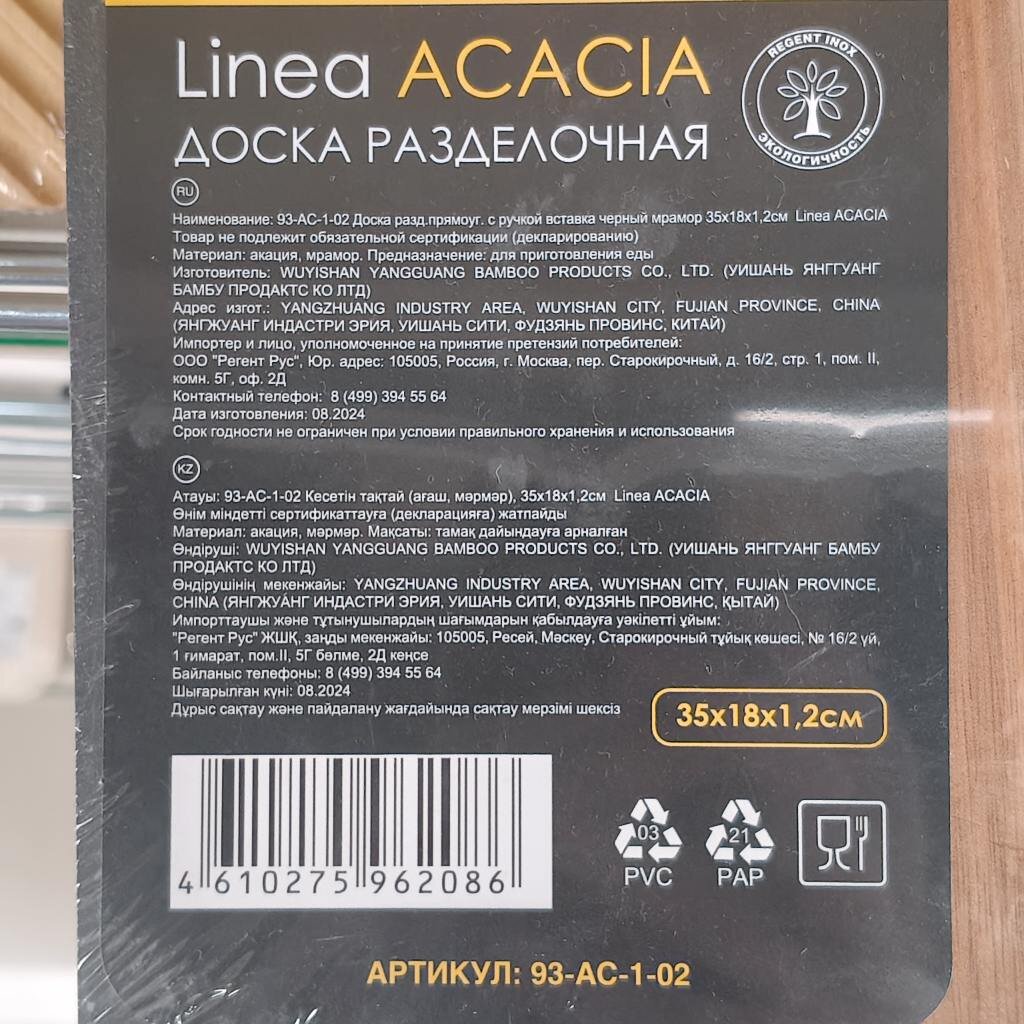 Linea ACACIA
REGENT INOX
ЭКОЛОГИЧНОСТЬ
ДОСКА РАЗДЕЛОЧНАЯ
RU
Наименование: 93-AC-1-02 Доска разд.прямоуг. с ручкой вставка черный мрамор 35х18х1,2см Linea ACACIA
Товар не подлежит обязательной сертификации (декларированию)
Материал: акация, мрамор. Предназначение: для приготовления еды
Изготовитель: WUYISHAN YANGGUANG BAMBOO PRODUCTS CO., LTD. (УИШАНЬ ЯНГГУАНГ
БАМБУ ПРОДАКТС КО ЛТД)
Адрес изгот.: YANGZHUANG INDUSTRY AREA, WUYISHAN CITY, FUJIAN PROVINCE, CHINA
(ЯНГЖУАНГ ИНДАСТРИ ЭРИЯ, УИШАНЬ СИТИ, ФУДЗЯНЬ ПРОВИНС, КИТАЙ)
Импортер и лицо, уполномоченное на принятие претензий потребителей:
ООО "Регент Рус", Юр. адрес: 105005, Россия, г. Москва, пер. Старокирочный, д. 16/2, стр. 1, пом. II,
комн. 5Г, оф. 2Д
Контактный телефон: 8 (499) 394 55 64
Дата изготовления: 08.2024
Срок годности не ограничен при условии правильного хранения и использования
KZ
Атауы: 93-AC-1-02 Кесетін тақтай (ағаш, мәрмәр), 35х18х1,2см Linea ACACIA
Өнім міндетті сертификаттауға (декларацияға) жатпайды
Материал: акация, мәрмәр. Мақсаты: тамақ дайындауға арналған
Өндіруші: WUYISHAN YANGGUANG BAMBOO PRODUCTS CO., LTD. (УИШАНЬ ЯНГГУАНГ БАМБУ
ПРОДАКТС КО ЛТД)
Өндірушінің мекенжайы: YANGZHUANG INDUSTRY AREA, WUYISHAN CITY, FUJIAN PROVINCE,
CHINA (ЯНГЖУАНГ ИНДАСТРИ ЭРИЯ, УИШАНЬ СИТИ, ФУДЗЯНЬ ПРОВИНС, ҚЫТАЙ)
Импорттаушы және тұтынушылардың шағымдарын қабылдауға уәкілетті ұйым:
"Регент Рус" ЖШҚ, заңды мекенжайы: 105005, Ресей, Мәскеу, Старокирочный тұйық көшесі, № 16/2 үй,
1 ғимарат, пом.II, 5Г бөлме, 2Д кеңсе
Байланыс телефоны: 8 (499) 394 55 64
Шығарылған күні: 08.2024
Дұрыс сақтау және пайдалану жағдайында сақтау мерзімі шексіз
35х18х1,2см
4 610275 962086
03
PVC
21
PAP
АРТИКУЛ: 93-AC-1-02